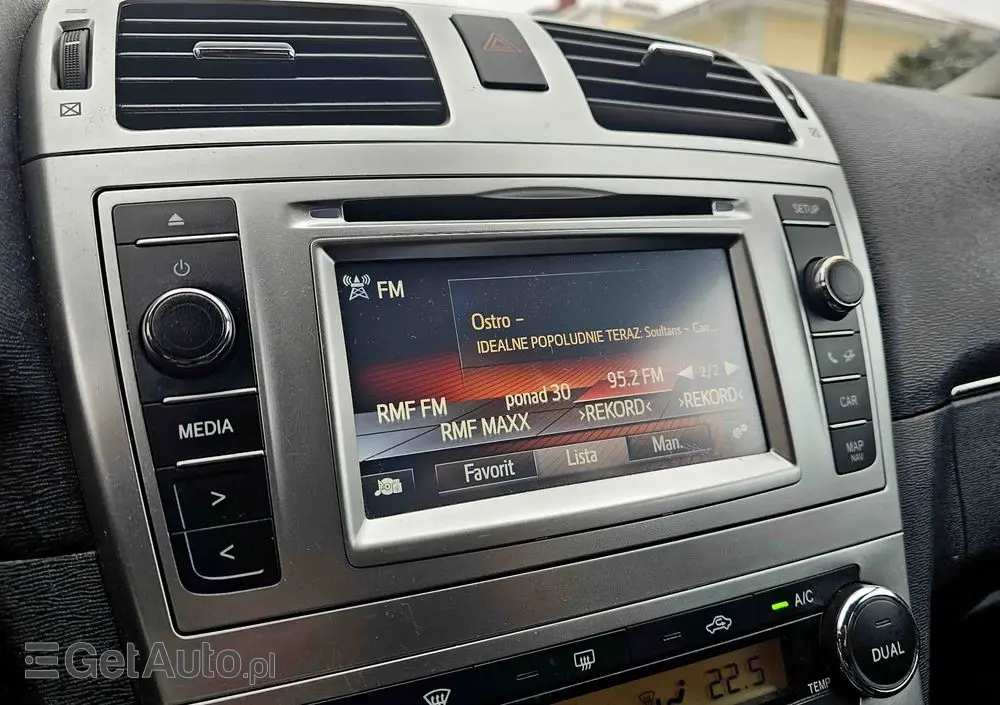 SETUP
FM
Ostro -
IDEALNE POPOLUDNIE TERAZ: Soultans - Can...
RMF FM
ponad 30
95.2 FM
2/2
RMF MAXX
>REKORD<
>REKORD<
Favorit
Lista
Man.
MEDIA
>
<
CAR
MAP
NAVI
A/C
DUAL
TEMP
22.5
GetAuto.pl